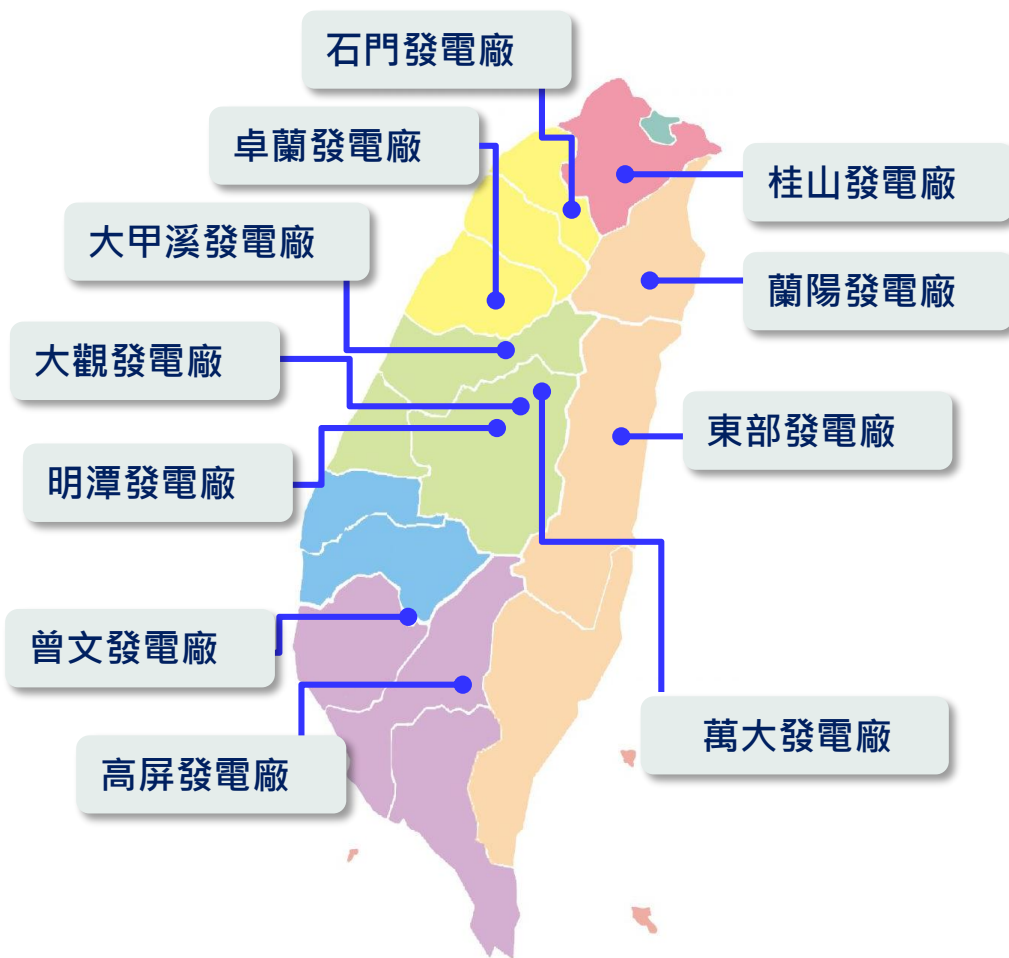 石門發電廠
卓蘭發電廠
桂山發電廠
大甲溪發電廠
蘭陽發電廠
大觀發電廠
東部發電廠
明潭發電廠
曾文發電廠
萬大發電廠
高屏發電廠